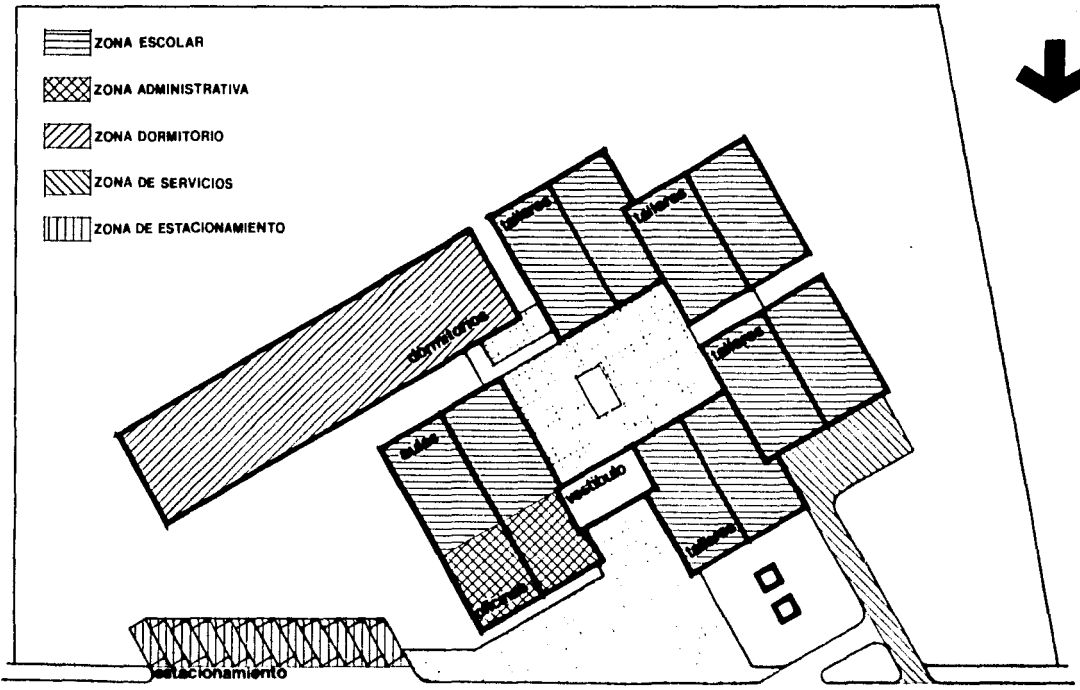 ZONA ESCOLAR
ZONA ADMINISTRATIVA
ZONA DORMITORIO
ZONA DE SERVICIOS
ZONA DE ESTACIONAMIENTO
talleres
talleres
dormitorios
talleres
aulas
vestíbulo
talleres
oficinas
estacionamiento